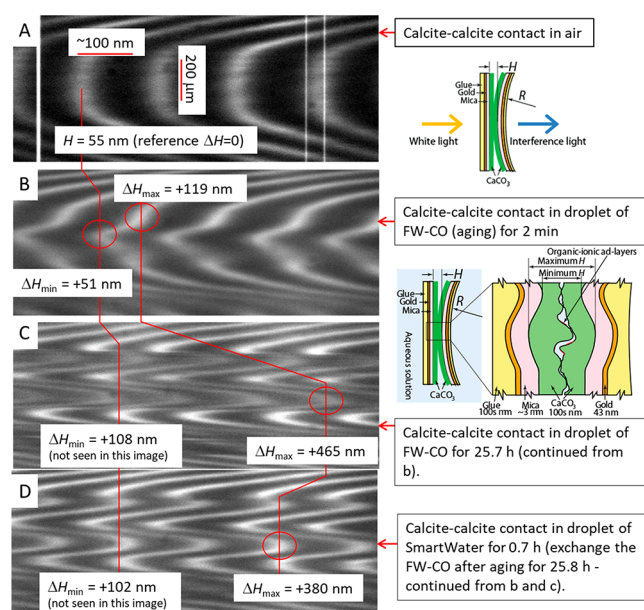 A
~100 nm
200 µm
H = 55 nm (reference ΔH=0)
Calcite-calcite contact in air
H
Glue
Gold
Mica
R
White light
Interference light
CaCO3
B
ΔHmax = +119 nm
ΔHmin = +51 nm
Calcite-calcite contact in droplet of
FW-CO (aging) for 2 min
Organic-ionic ad-layers
Maximum H
Minimum H
H
Glue
Gold
Mica
R
Aqueous solution
CaCO3
Glue
100s nm
Mica
~3 µm
CaCO3
100s nm
Gold
43 nm
C
ΔHmin = +108 nm
(not seen in this image)
ΔHmax = +465 nm
Calcite-calcite contact in droplet of
FW-CO for 25.7 h (continued from
b).
D
ΔHmin = +102 nm
(not seen in this image)
ΔHmax = +380 nm
Calcite-calcite contact in droplet of
SmartWater for 0.7 h (exchange the
FW-CO after aging for 25.8 h -
continued from b and c).